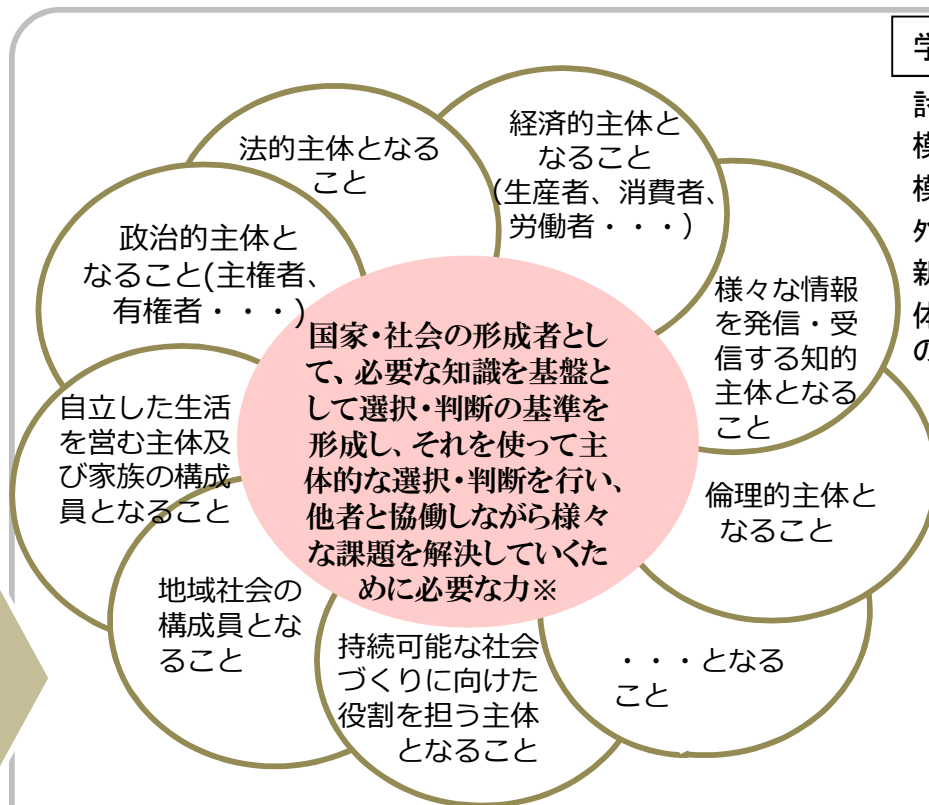 法的主体となる
こと
経済的主体と
なること
(生産者、消費者、
労働者・・・)
政治的主体と
なること(主権者、
有権者・・・)
様々な情報
を発信・受
信する知的
主体となる
こと
国家・社会の形成者とし
て、必要な知識を基盤と
して選択・判断の基準を
形成し、それを使って主
体的な選択・判断を行い、
他者と協働しながら様々
な課題を解決していくた
めに必要な力※
自立した生活
を営む主体及
び家族の構成
員となること
倫理的主体と
なること
地域社会の
構成員とな
ること
持続可能な社会
づくりに向けた
役割を担う主体
となること
・・・となる
こと
模
模
新
の